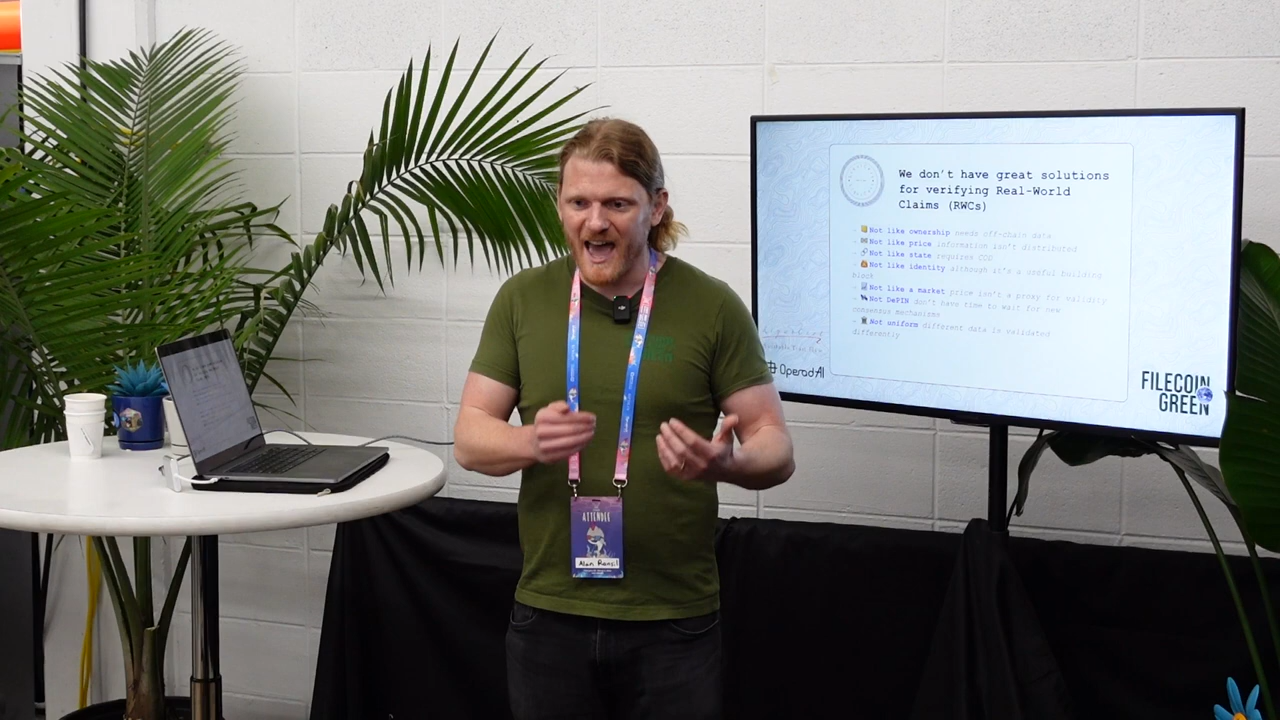 We don't have great solutions
for verifying Real-World
Claims (RWCs)
- Not like ownership needs off-chain data
- Not like price information isn't distributed
- Not like state requires
- Not like identity although it's a useful building
block
- Not like a market price isn't a proxy for validity
- Not DePIN don't have time to wait for new
consensus mechanisms
- Not uniform different data is validated
differently
OperadAI
FILECOIN
GREEN
ATTENDEE
Alan Ransil